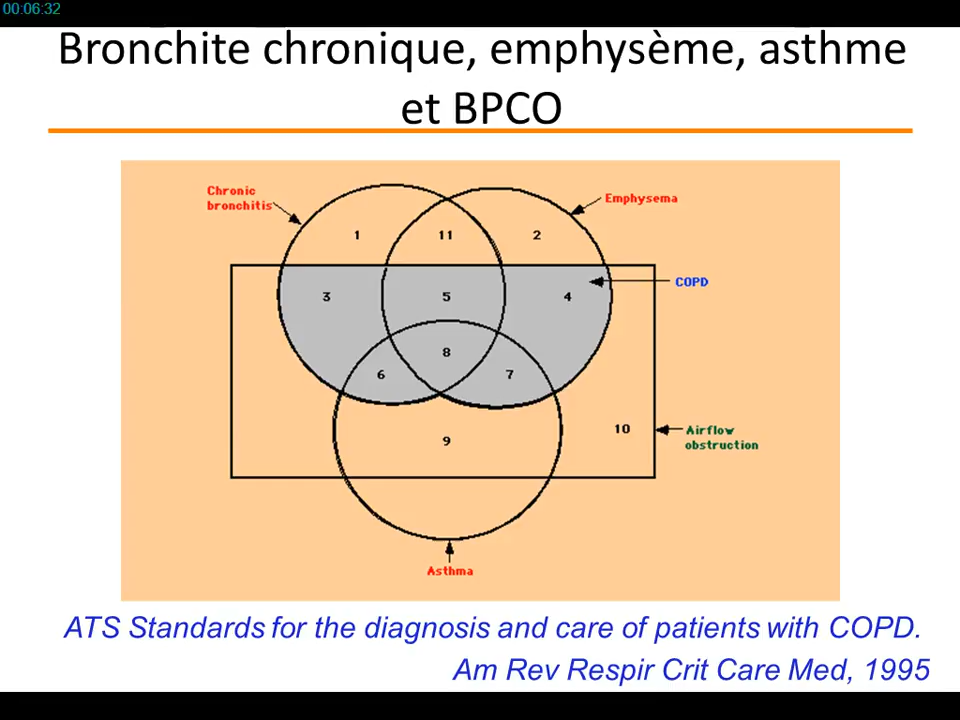 00:06:32
Bronchite chronique, emphysème, asthme
et BPCO
Chronic
bronchitis
Emphysema
1
11
2
COPD
3
5
4
8
6
7
10
Airflow
obstruction
9
Asthma
ATS Standards for the diagnosis and care of patients with COPD.
Am Rev Respir Crit Care Med, 1995